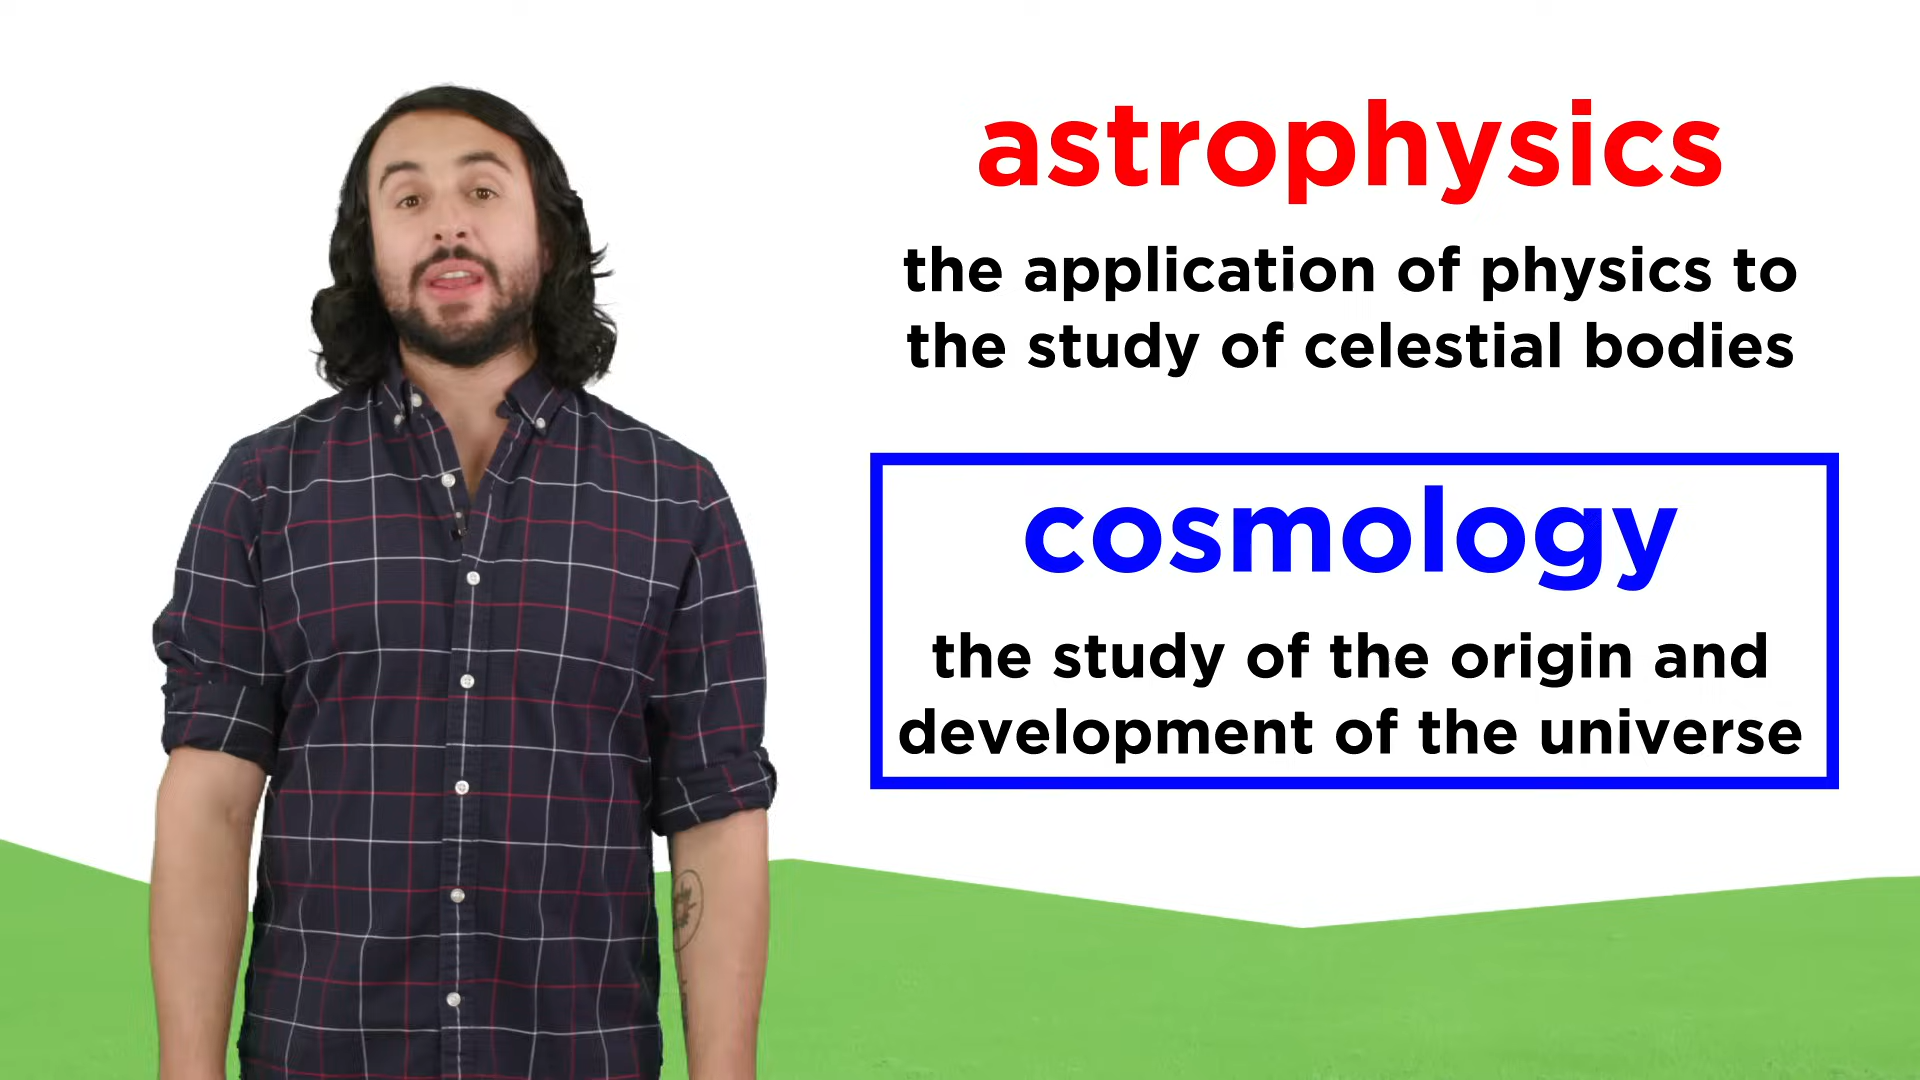 astrophysics
the application of physics to
the study of celestial bodies
cosmology
the study of the origin and
development of the universe